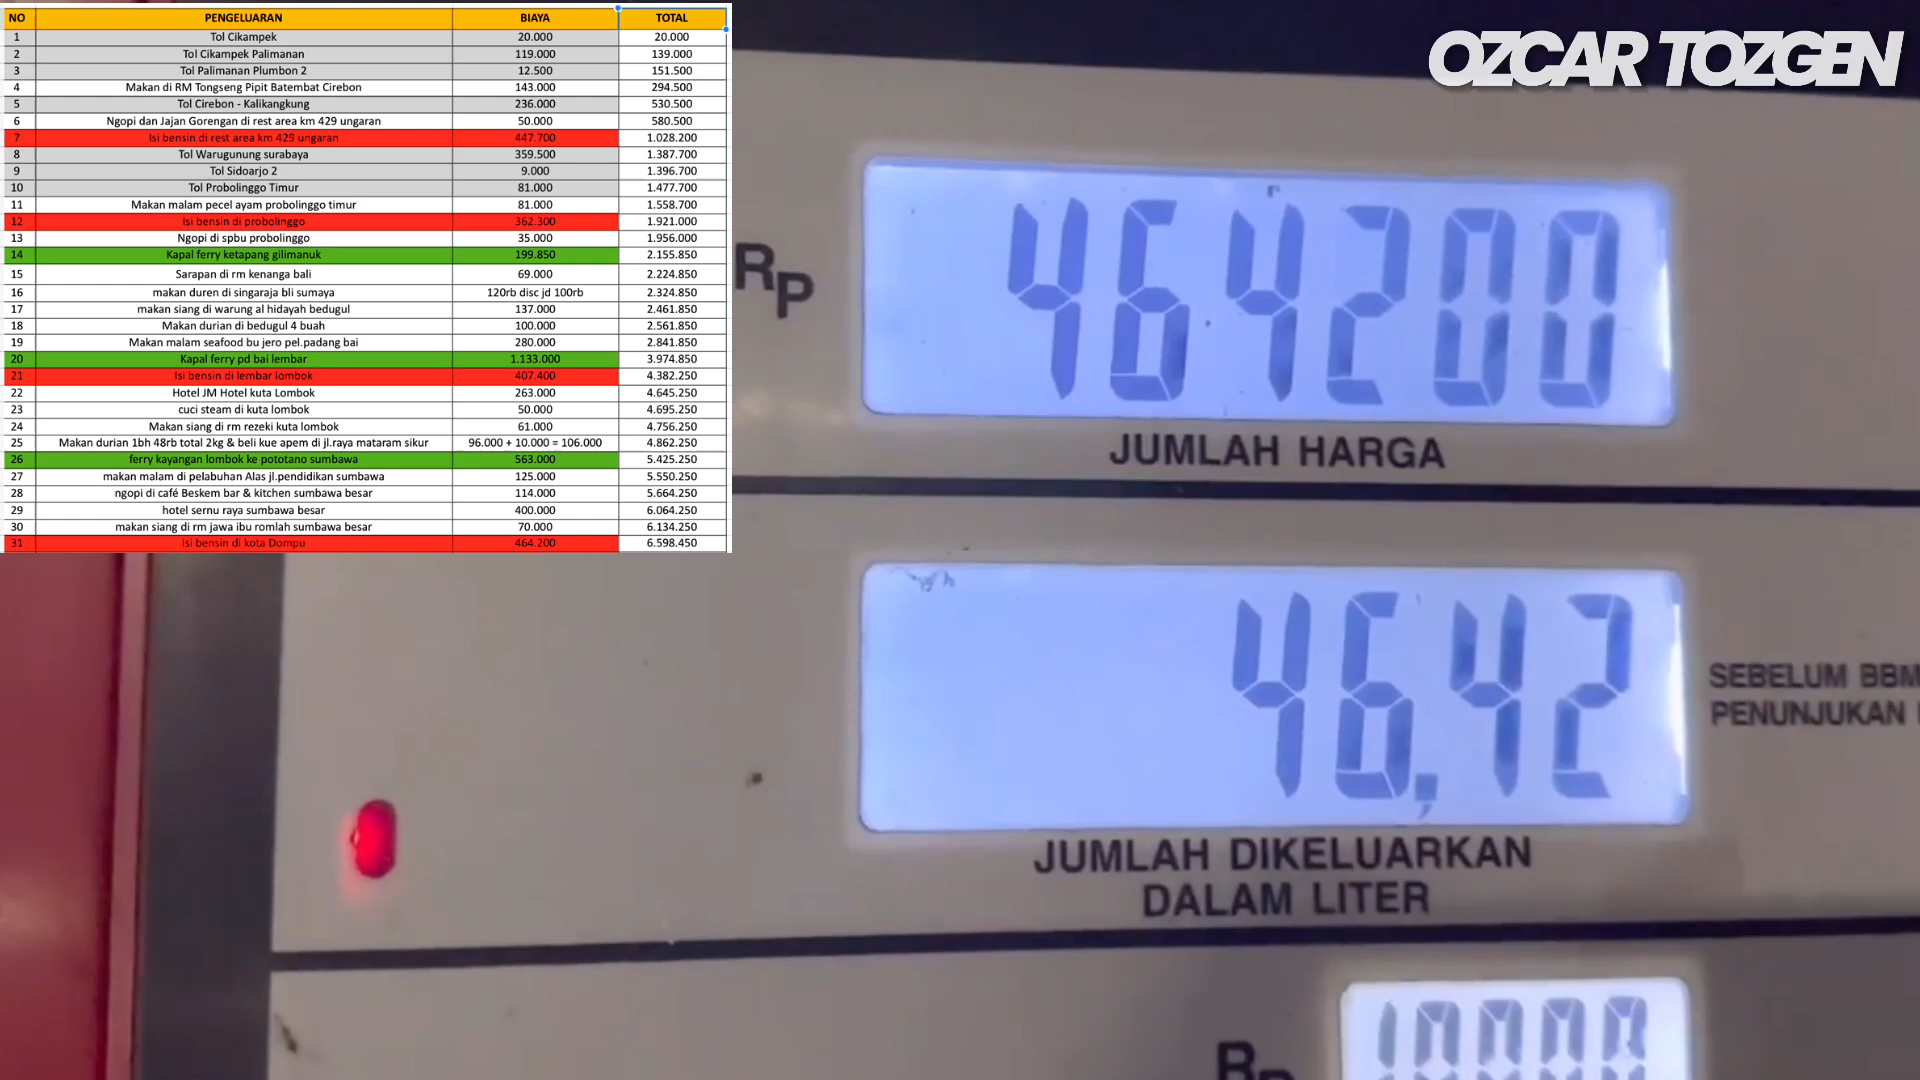 NO PENGELUARAN BIAYA TOTAL
1 Tol Cikampek 20.000 20.000
2 Tol Cikampek Palimanan 119.000 139.000
3 Tol Palimanan Plumbon 2 12.500 151.500
4 Makan di RM Tongseng Pipit Batembat Cirebon 143.000 294.500
5 Tol Cirebon - Kalikangkung 236.000 530.500
6 Ngopi dan Jajan Gorengan di rest area km 429 ungaran 50.000 580.500
7 Isi bensin di rest area km 429 ungaran 447.700 1.028.200
8 Tol Warugunung surabaya 359.500 1.387.700
9 Tol Sidoarjo 2 9.000 1.396.700
10 Tol Probolinggo Timur 81.000 1.477.700
11 Makan malam pecel ayam probolinggo timur 81.000 1.558.700
12 Isi bensin di probolinggo 362.300 1.921.000
13 Ngopi di spbu probolinggo 35.000 1.956.000
14 Kapal ferry ketapang gilimanuk 199.850 2.155.850
15 Sarapan di rm kenanga bali 69.000 2.224.850
16 makan duren di singaraja bli sumaya 120rb disc jd 100rb 2.324.850
17 makan siang di warung al hidayah bedugul 137.000 2.461.850
18 Makan durian di bedugul 4 buah 100.000 2.561.850
19 Makan malam seafood bu jero pel.padang bai 280.000 2.841.850
20 Kapal ferry pd bai lembar 1.133.000 3.974.850
21 Isi bensin di lembar lombok 407.400 4.382.250
22 Hotel JM Hotel kuta Lombok 263.000 4.645.250
23 cuci steam di kuta lombok 50.000 4.695.250
24 Makan siang di rm rezeki kuta lombok 61.000 4.756.250
25 Makan durian 1bh 48rb total 2kg & beli kue apem di jl.raya mataram sikur 96.000 + 10.000 = 106.000 4.862.250
26 ferry kayangan lombok ke pototano sumbawa 563.000 5.425.250
27 makan malam di pelabuhan Alas jl.pendidikan sumbawa 125.000 5.550.250
28 ngopi di café Beskem bar & kitchen sumbawa besar 114.000 5.664.250
29 hotel sernu raya sumbawa besar 400.000 6.064.250
30 makan siang di rm jawa ibu romlah sumbawa besar 70.000 6.134.250
31 Isi bensin di kota Dompu 464.200 6.598.450
OZCAR TOZGEN
RP 464200
JUMLAH HARGA
46,42
SEBELUM BBM
PENUNJUKAN
JUMLAH DIKELUARKAN
DALAM LITER
RP 10000